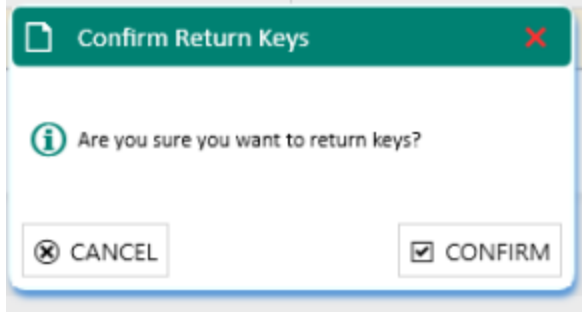 Confirm Return Keys
Are you sure you want to return keys?
CANCEL
CONFIRM